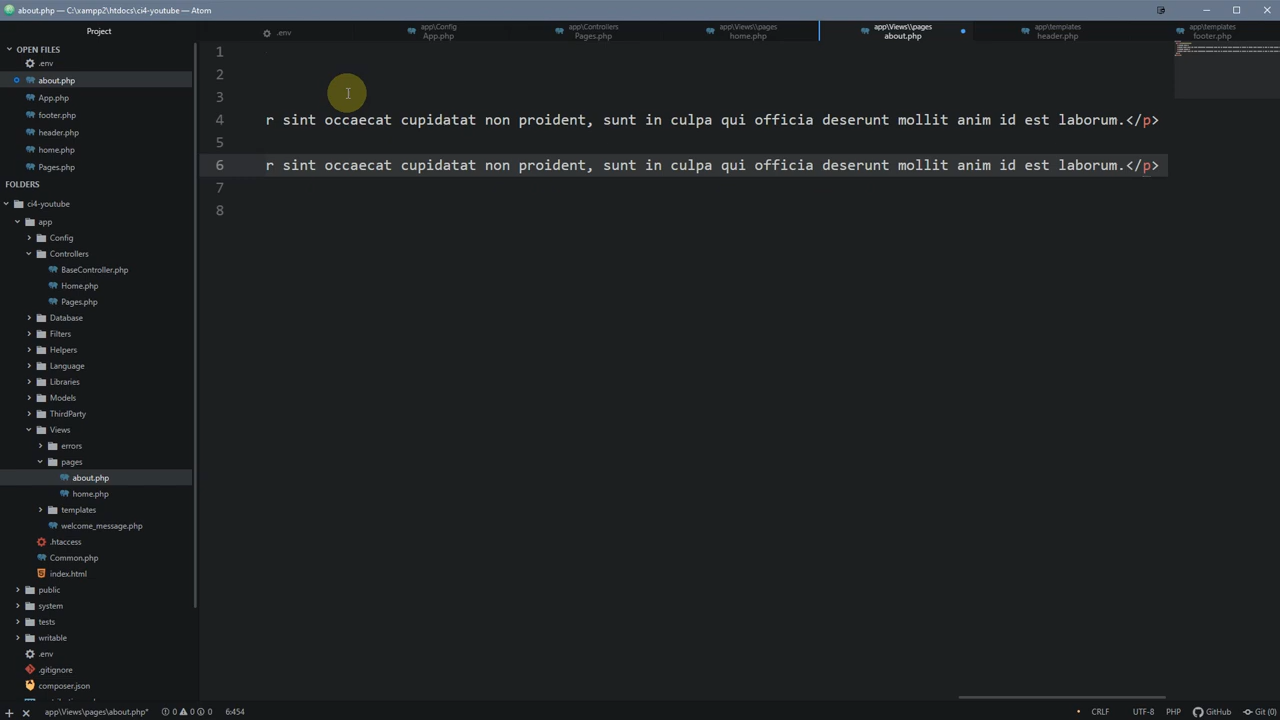 about.php — C:\xampp2\htdocs\ci4-youtube — Atom
Project
.env
app\Config
App.php
app\Controllers
Pages.php
app\Views\\pages
home.php
app\Views\\pages
about.php
app\templates
header.php
app\templates
footer.php
OPEN FILES
.env
about.php
App.php
footer.php
header.php
home.php
Pages.php
FOLDERS
ci4-youtube
app
Config
Controllers
BaseController.php
Home.php
Pages.php
Database
Filters
Helpers
Language
Libraries
Models
ThirdParty
Views
errors
pages
about.php
home.php
templates
welcome_message.php
.htaccess
Common.php
index.html
public
system
tests
writable
.env
.gitignore
composer.json
1
2
3
4 r sint occaecat cupidatat non proident, sunt in culpa qui officia deserunt mollit anim id est laborum.</p>
5
6 r sint occaecat cupidatat non proident, sunt in culpa qui officia deserunt mollit anim id est laborum.</p>
7
8
app\Views\pages\about.php* 0 0 0 6:454 CRLF UTF-8 PHP GitHub Git (0)